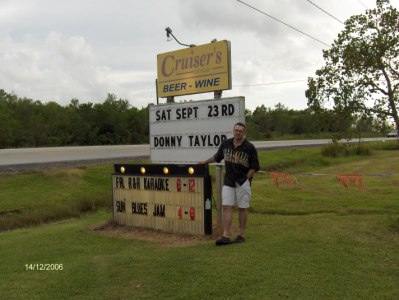 Cruiser's
BEER - WINE
SAT SEPT 23RD
DONNY TAYLOR
FRI R&R KARAOKE 8-12
SUN BLUES JAM 4-8
14/12/2006